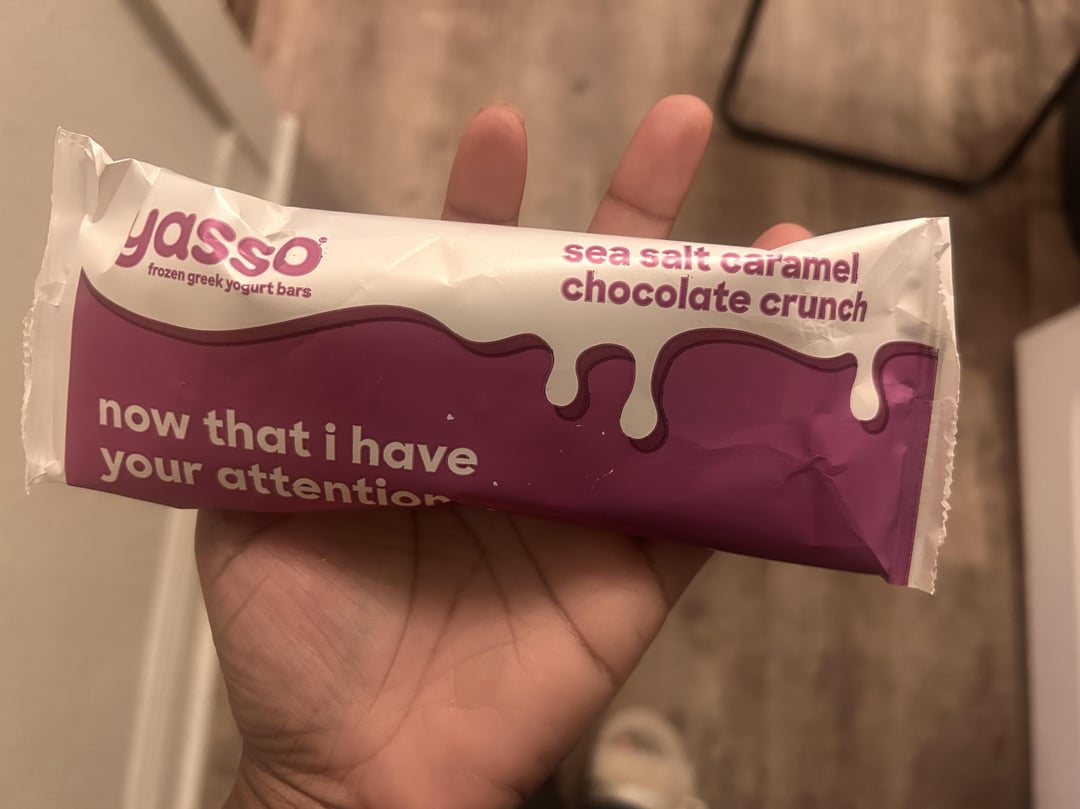 yasso
frozen greek yogurt bars
sea salt caramel
chocolate crunch
now that i have
your attention